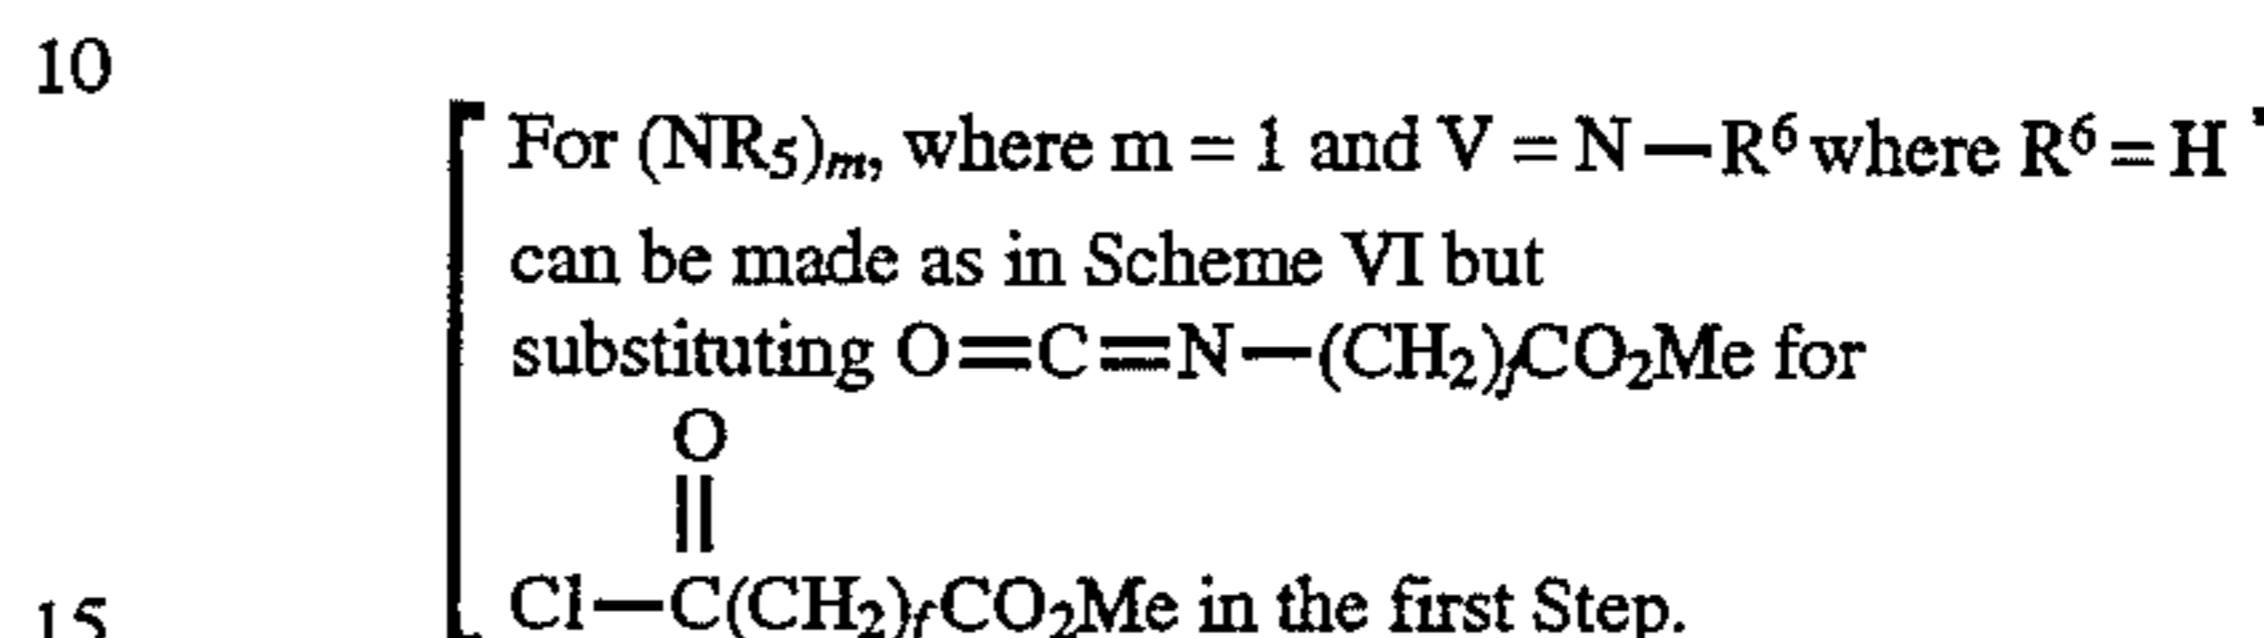 10
For (NR₅)ₘ, where m = 1 and V = N—R⁶ where R⁶ = H
can be made as in Scheme VI but
substituting O=C=N—(CH₂)fCO₂Me for
O
||
Cl—C(CH₂)fCO₂Me in the first Step.
15